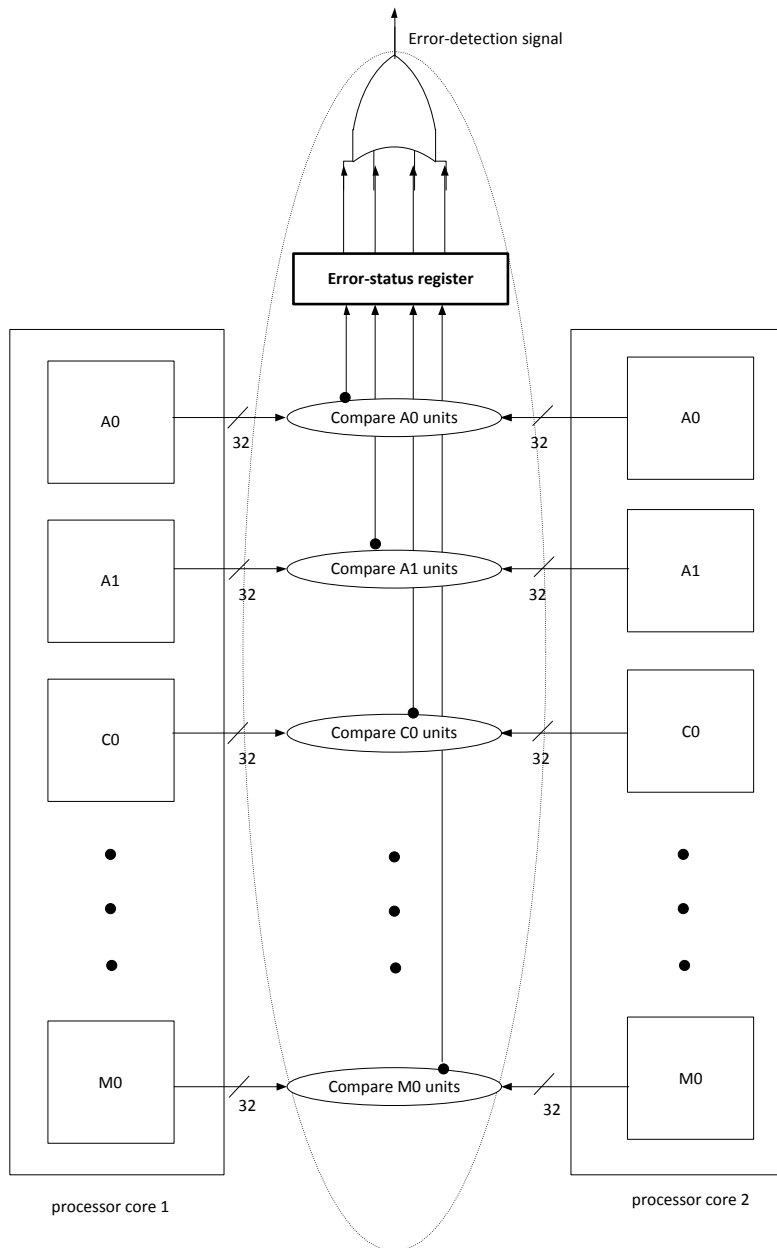 Error-detection signal
Error-status register
A0
32
Compare A0 units
32
A0
A1
32
Compare A1 units
32
A1
C0
32
Compare C0 units
32
C0
M0
32
Compare M0 units
32
M0
processor core 1
processor core 2